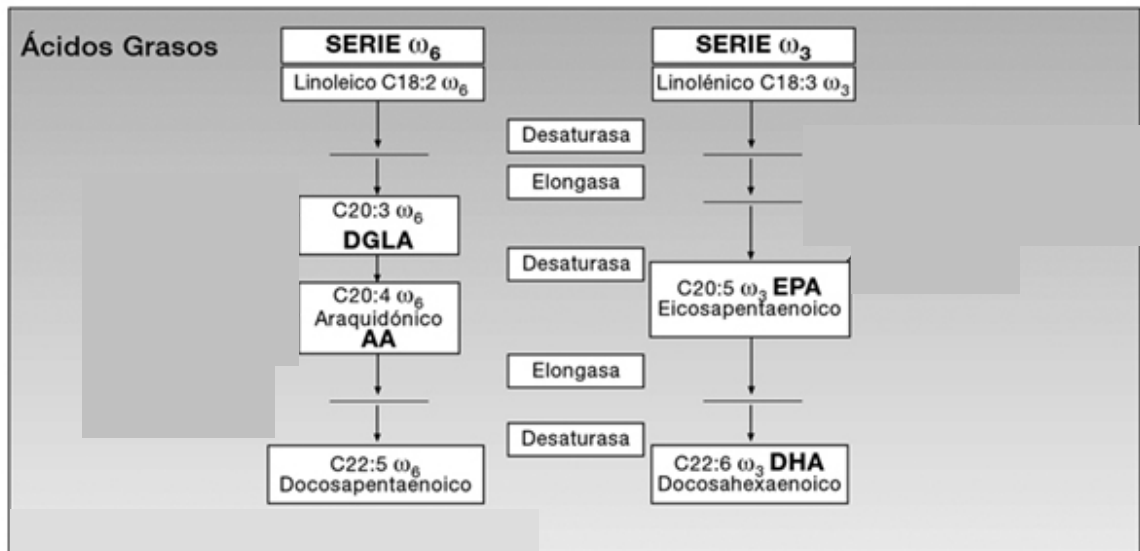 Ácidos Grasos
SERIE ω6
Linoleico C18:2 ω6
SERIE ω3
Linolénico C18:3 ω3
Desaturasa
Elongasa
C20:3 ω6
DGLA
Desaturasa
C20:4 ω6
Araquidónico
AA
C20:5 ω3 EPA
Eicosapentaenoico
Elongasa
Desaturasa
C22:5 ω6
Docosapentaenoico
C22:6 ω3 DHA
Docosahexaenoico